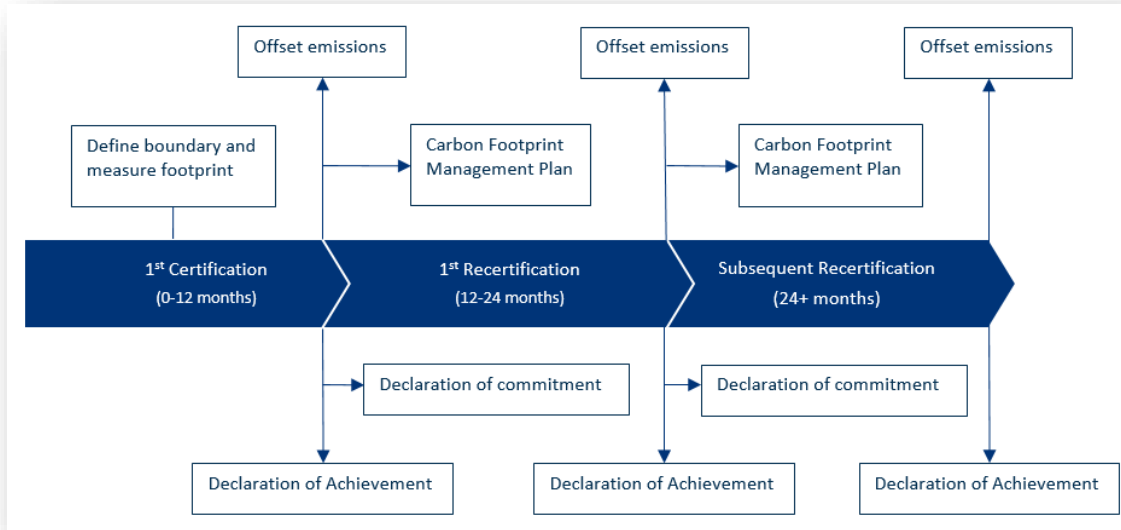 Offset emissions
Offset emissions
Offset emissions
Define boundary and
measure footprint
Carbon Footprint
Management Plan
Carbon Footprint
Management Plan
1st Certification
(0-12 months)
1st Recertification
(12-24 months)
Subsequent Recertification
(24+ months)
Declaration of commitment
Declaration of commitment
Declaration of Achievement
Declaration of Achievement
Declaration of Achievement